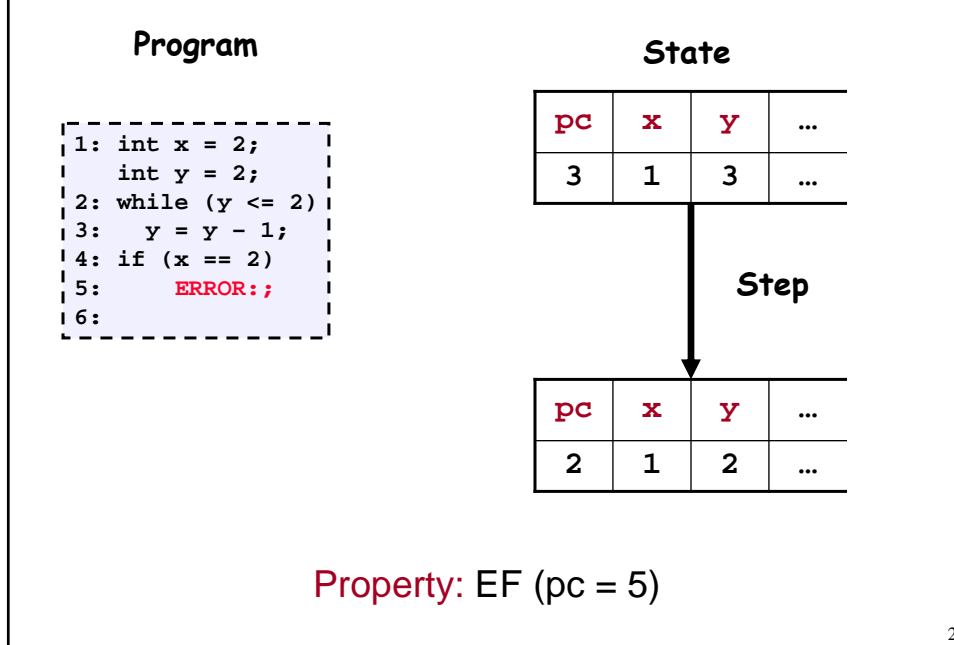 Program
1: int x = 2;
int y = 2;
2: while (y <= 2)
3: y = y – 1;
4: if (x == 2)
5: ERROR:;
6:
State
pc x y …
3 1 3 …
Step
pc x y …
2 1 2 …
Property: EF (pc = 5)
2